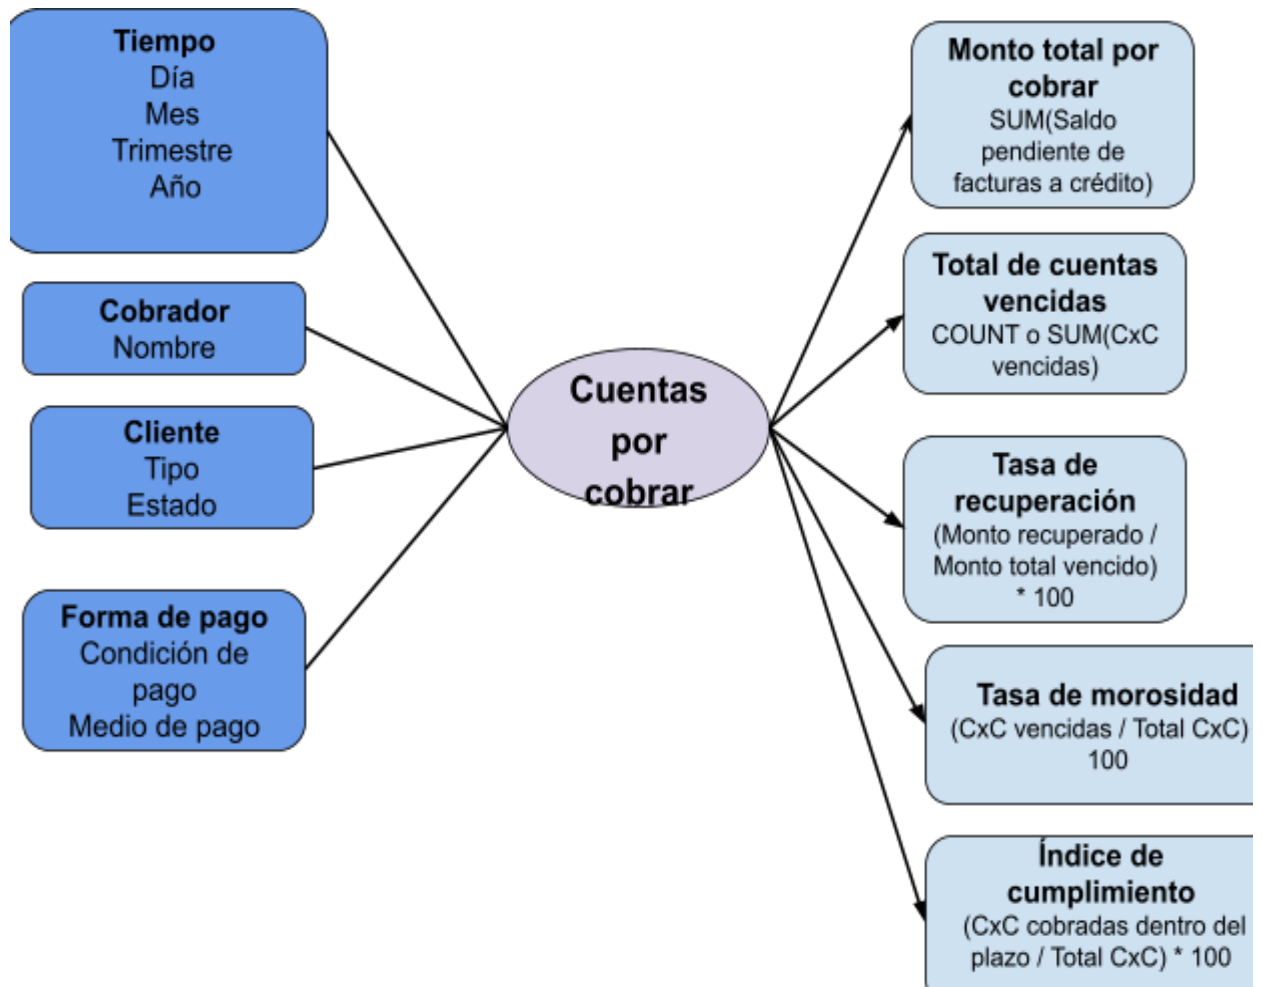 Tiempo
Día
Mes
Trimestre
Año
Cobrador
Nombre
Cliente
Tipo
Estado
Forma de pago
Condición de
pago
Medio de pago
Cuentas
por
cobrar
Monto total por
cobrar
SUM(Saldo
pendiente de
facturas a crédito)
Total de cuentas
vencidas
COUNT o SUM(CxC
vencidas)
Tasa de
recuperación
(Monto recuperado /
Monto total vencido)
* 100
Tasa de morosidad
(CxC vencidas / Total CxC)
100
Índice de
cumplimiento
(CxC cobradas dentro del
plazo / Total CxC) * 100